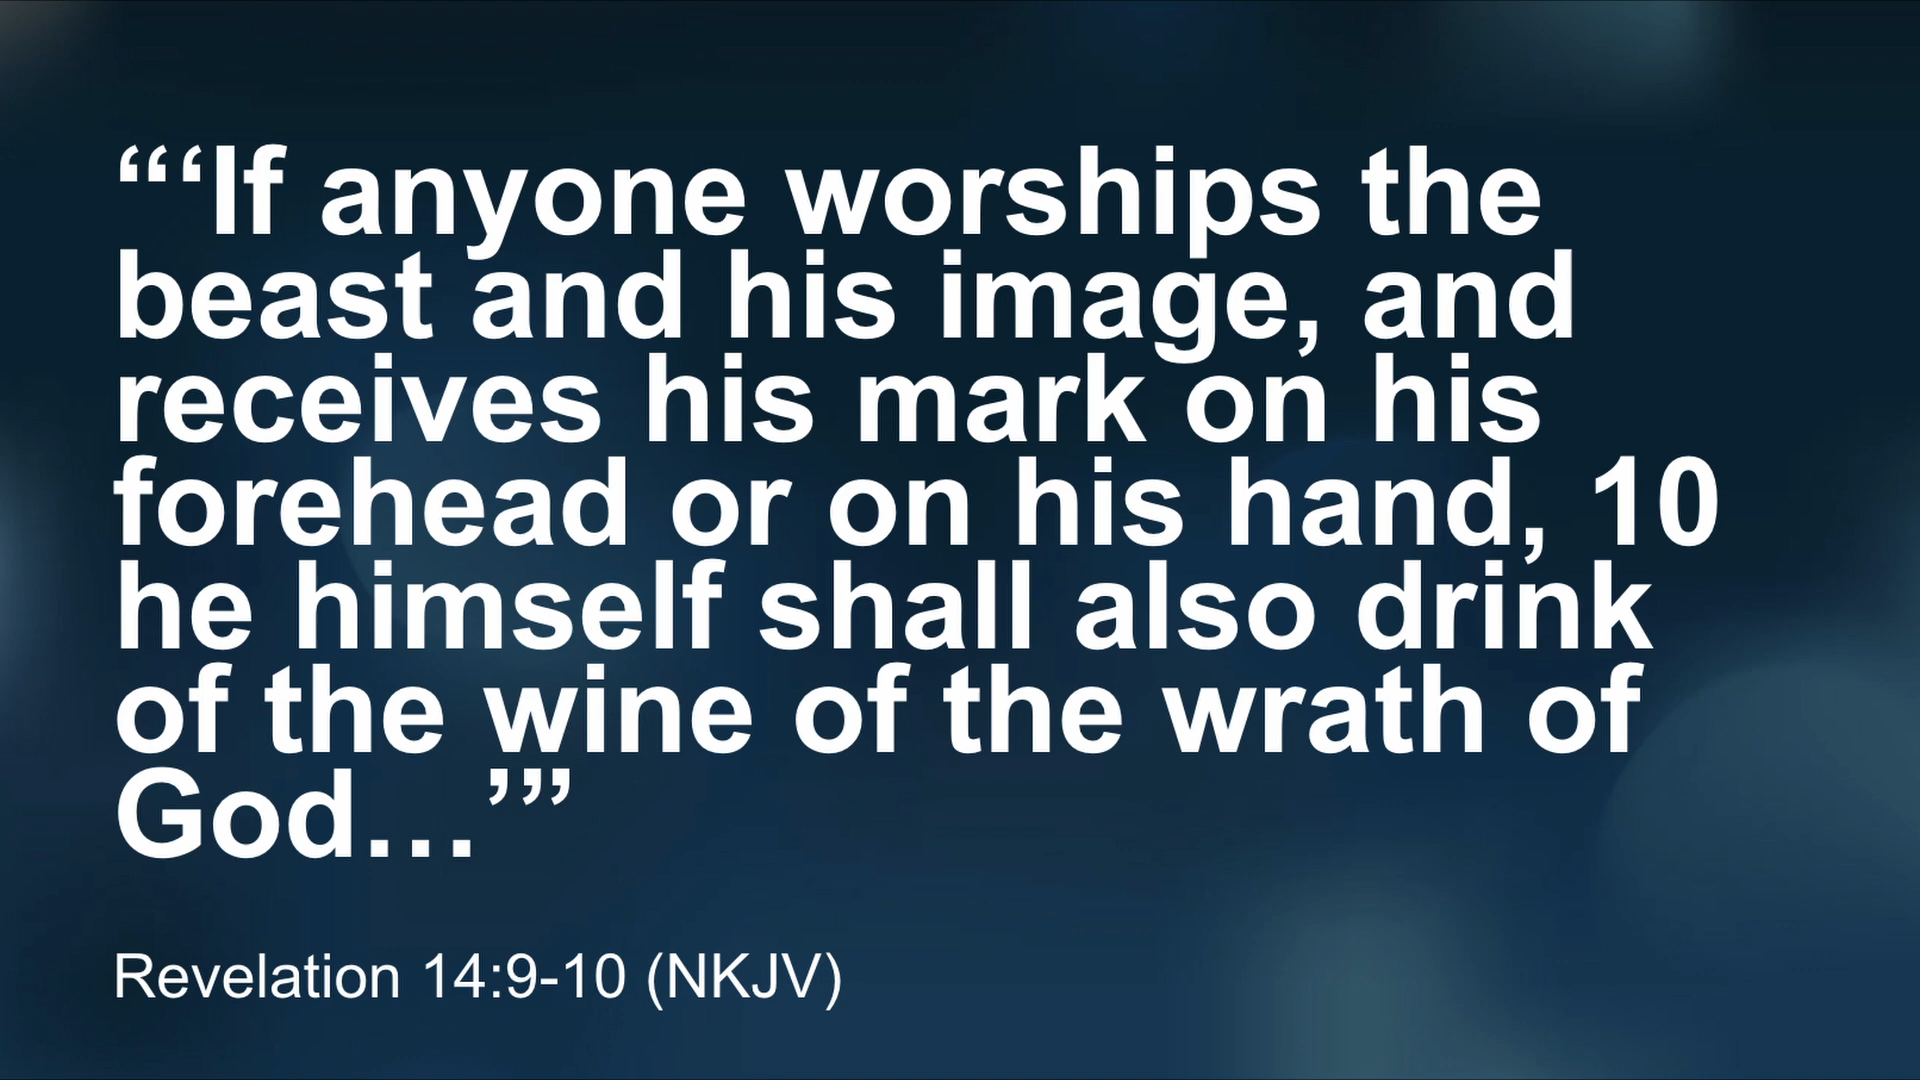 “‘If anyone worships the
beast and his image, and
receives his mark on his
forehead or on his hand, 10
he himself shall also drink
of the wine of the wrath of
God…’”
Revelation 14:9-10 (NKJV)